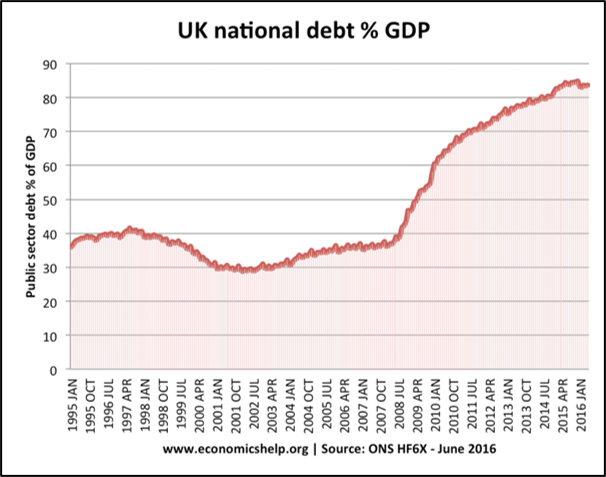 UK national debt % GDP
Public sector debt % of GDP
90
80
70
60
50
40
30
20
10
0
1995 JAN
1995 OCT
1996 JUL
1997 APR
1998 JAN
1998 OCT
1999 JUL
2000 APR
2001 JAN
2001 OCT
2002 JUL
2003 APR
2004 JAN
2004 OCT
2005 JUL
2006 APR
2007 JAN
2007 OCT
2008 JUL
2009 APR
2010 JAN
2010 OCT
2011 JUL
2012 APR
2013 JAN
2013 OCT
2014 JUL
2015 APR
2016 JAN
www.economicshelp.org | Source: ONS HF6X - June 2016